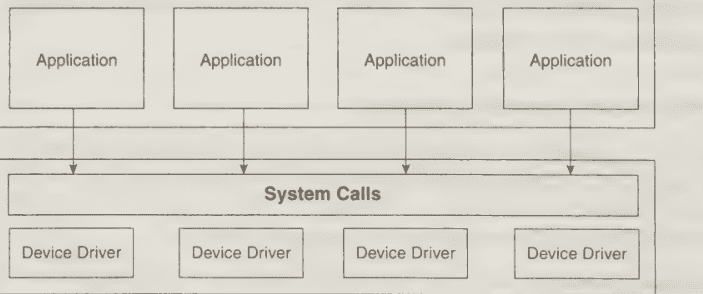 Application Application Application Application
System Calls
Device Driver Device Driver Device Driver Device Driver